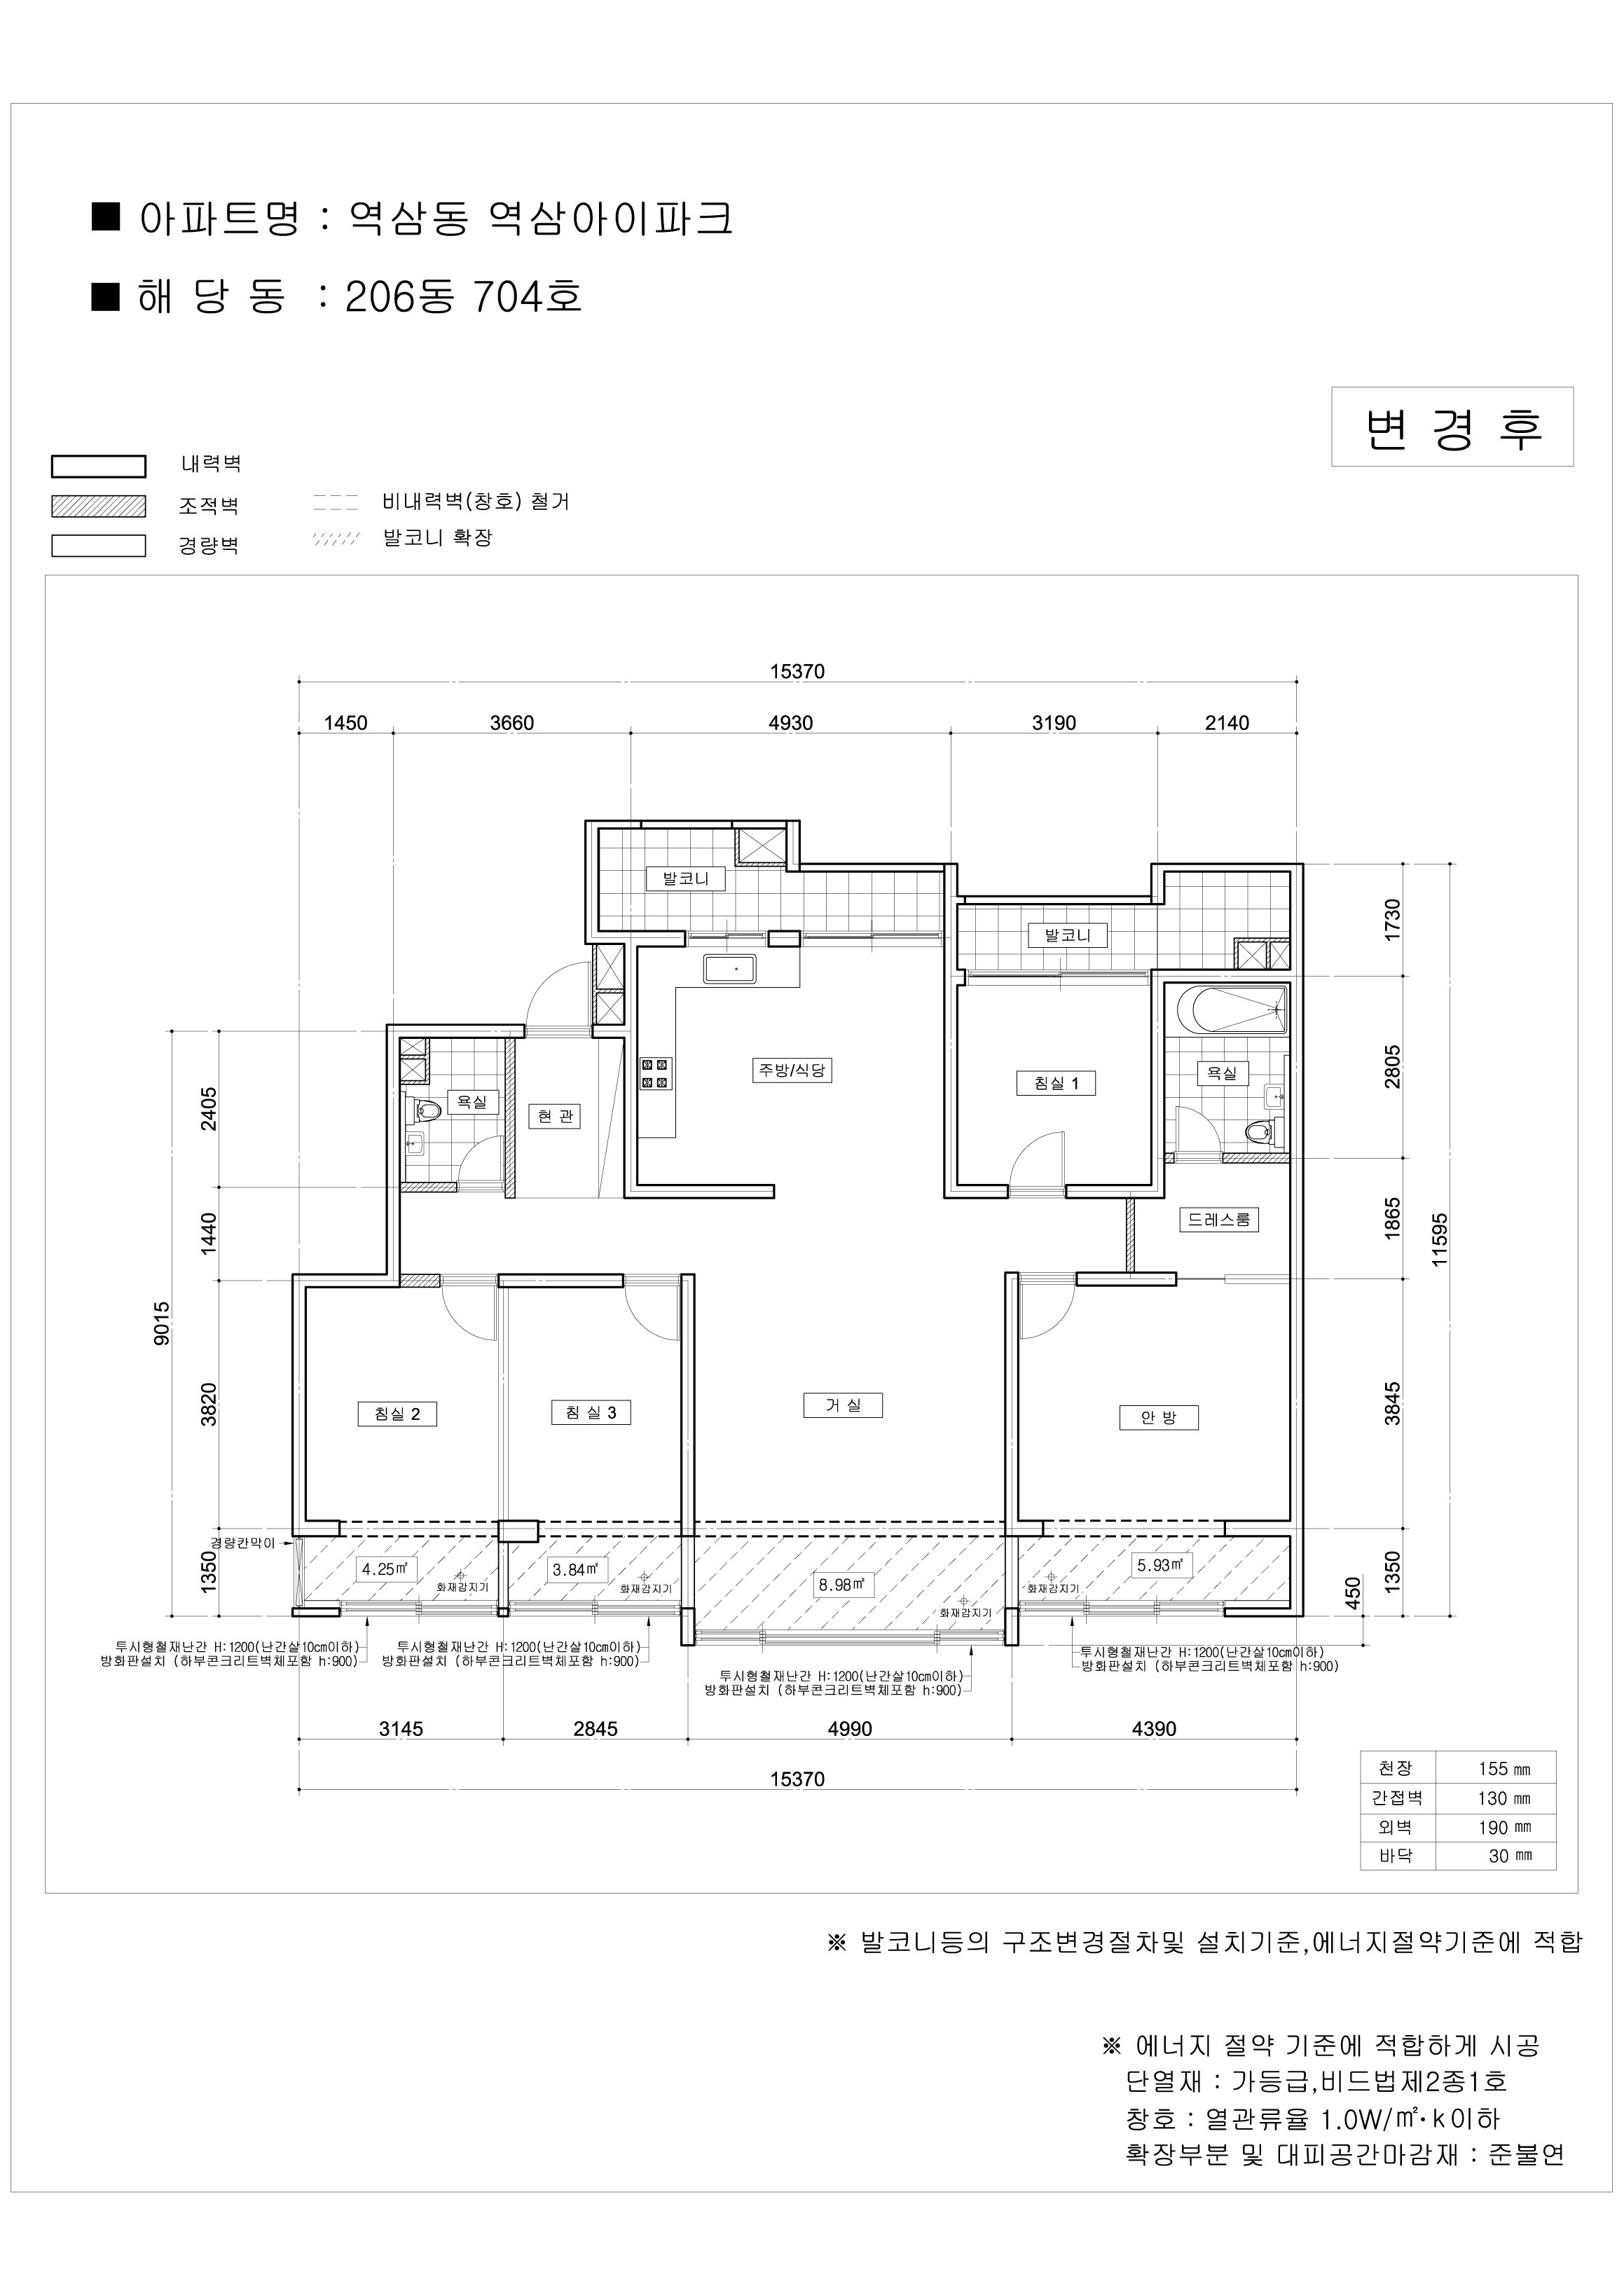 ■ 아파트명 : 역삼동 역삼아이파크
■ 해 당 동 : 206동 704호
변 경 후
내력벽
조적벽
경량벽
비내력벽(창호) 철거
발코니 확장
15370
1450 3660 4930 3190 2140
발코니
발코니
1730
주방/식당
침실 1
욕실
2805
욕실
현 관
2405
드레스룸
1865
11595
1440
9015
3820
침실 2
침 실 3
거 실
안 방
3845
경량칸막이
1350
4.25㎡
화재감지기
3.84㎡
화재감지기
8.98㎡
화재감지기
5.93㎡
화재감지기
1350
450
투시형철재난간 H:1200(난간살10cm이하)
방화판설치 (하부콘크리트벽체포함 h:900)
투시형철재난간 H:1200(난간살10cm이하)
방화판설치 (하부콘크리트벽체포함 h:900)
투시형철재난간 H:1200(난간살10cm이하)
방화판설치 (하부콘크리트벽체포함 h:900)
투시형철재난간 H:1200(난간살10cm이하)
방화판설치 (하부콘크리트벽체포함 h:900)
3145 2845 4990 4390
15370
천장 155 ㎜
간접벽 130 ㎜
외벽 190 ㎜
바닥 30 ㎜
※ 발코니등의 구조변경절차및 설치기준,에너지절약기준에 적합
※ 에너지 절약 기준에 적합하게 시공
단열재 : 가등급,비드법제2종1호
창호 : 열관류율 1.0W/㎡·k이하
확장부분 및 대피공간마감재 : 준불연